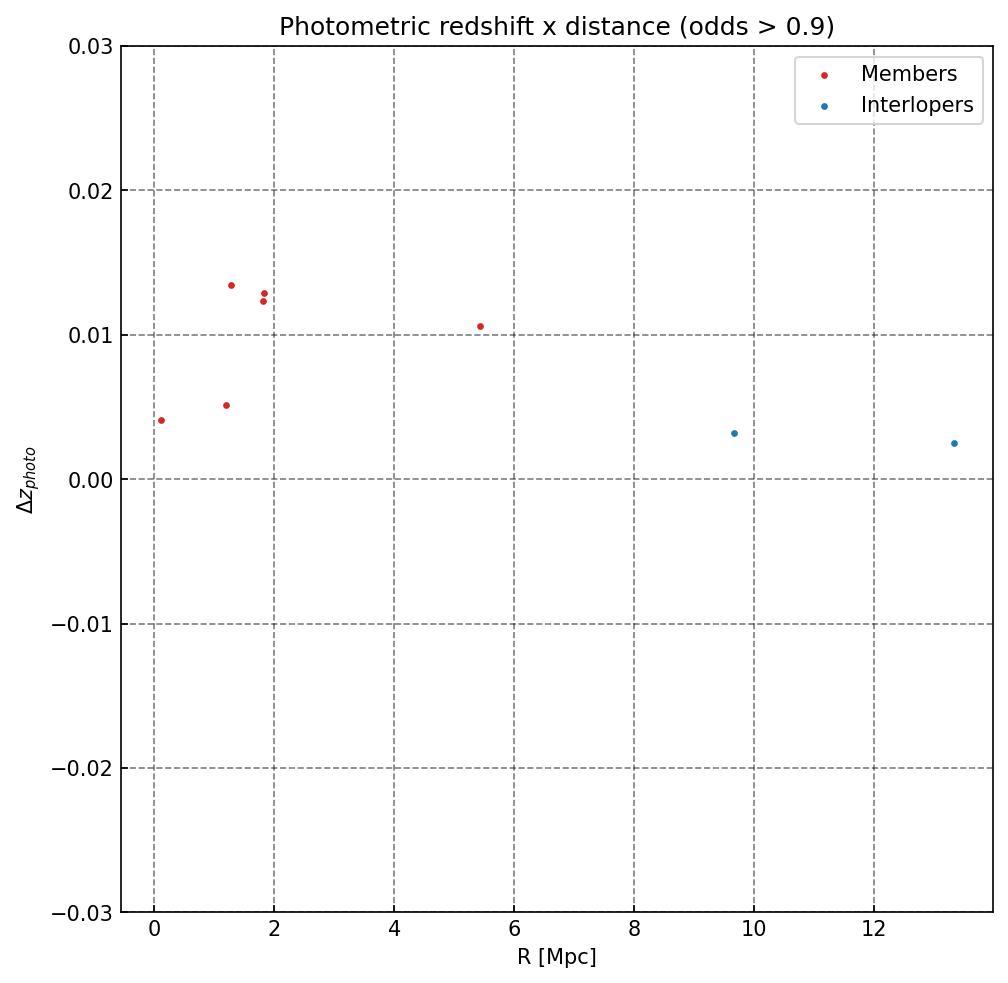 Photometric redshift x distance (odds > 0.9)
Members
Interlopers
0.03
0.02
0.01
0.00
−0.01
−0.02
−0.03
Δz_photo
0 2 4 6 8 10 12
R [Mpc]